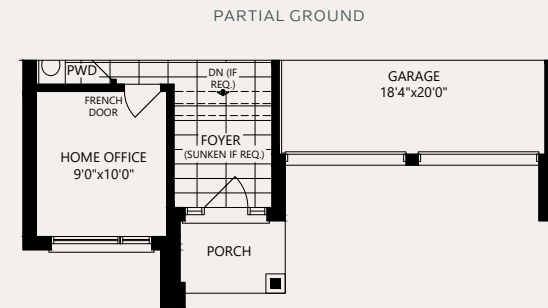 PARTIAL GROUND
PWD
DN (IF
REQ.)
GARAGE
18'4"x20'0"
FRENCH
DOOR
FOYER
(SUNKEN IF REQ.)
HOME OFFICE
9'0"x10'0"
PORCH